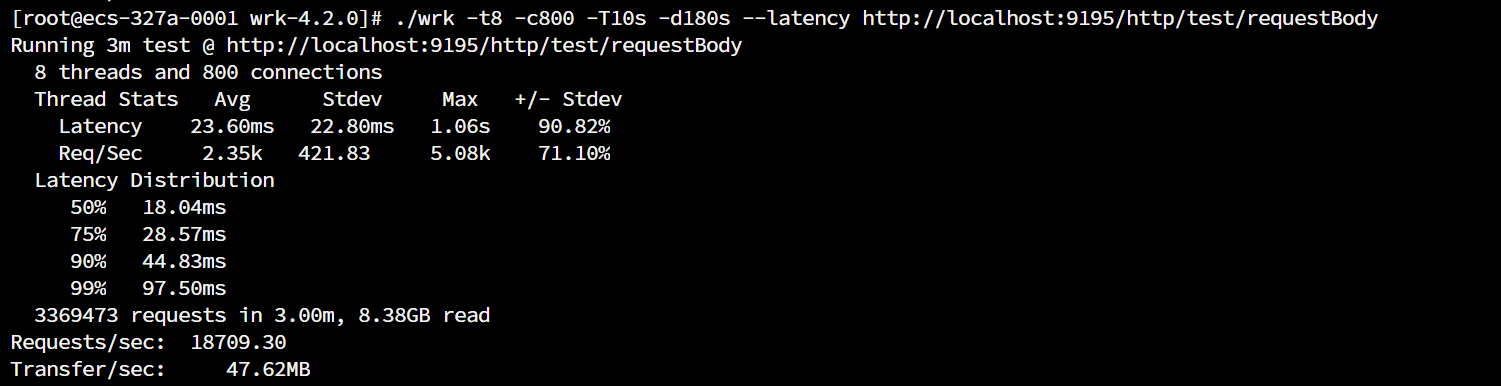 [root@ecs-327a-0001 wrk-4.2.0]# ./wrk -t8 -c800 -T10s -d180s --latency http://localhost:9195/http/test/requestBody
Running 3m test @ http://localhost:9195/http/test/requestBody
  8 threads and 800 connections
  Thread Stats   Avg      Stdev     Max   +/- Stdev
    Latency    23.60ms   22.80ms   1.06s    90.82%
    Req/Sec     2.35k   421.83     5.08k    71.10%
  Latency Distribution
     50%   18.04ms
     75%   28.57ms
     90%   44.83ms
     99%   97.50ms
  3369473 requests in 3.00m, 8.38GB read
Requests/sec:  18709.30
Transfer/sec:     47.62MB